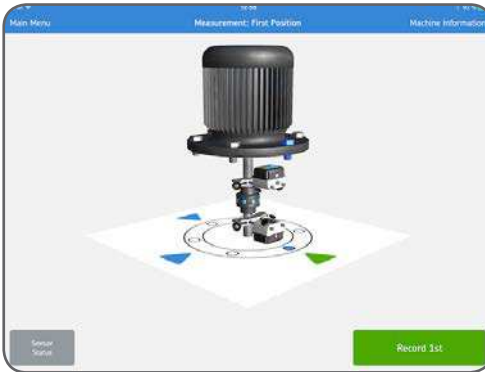 Main Menu
Measurement: First Position
Machine Information
Sensor
Status
Record 1st